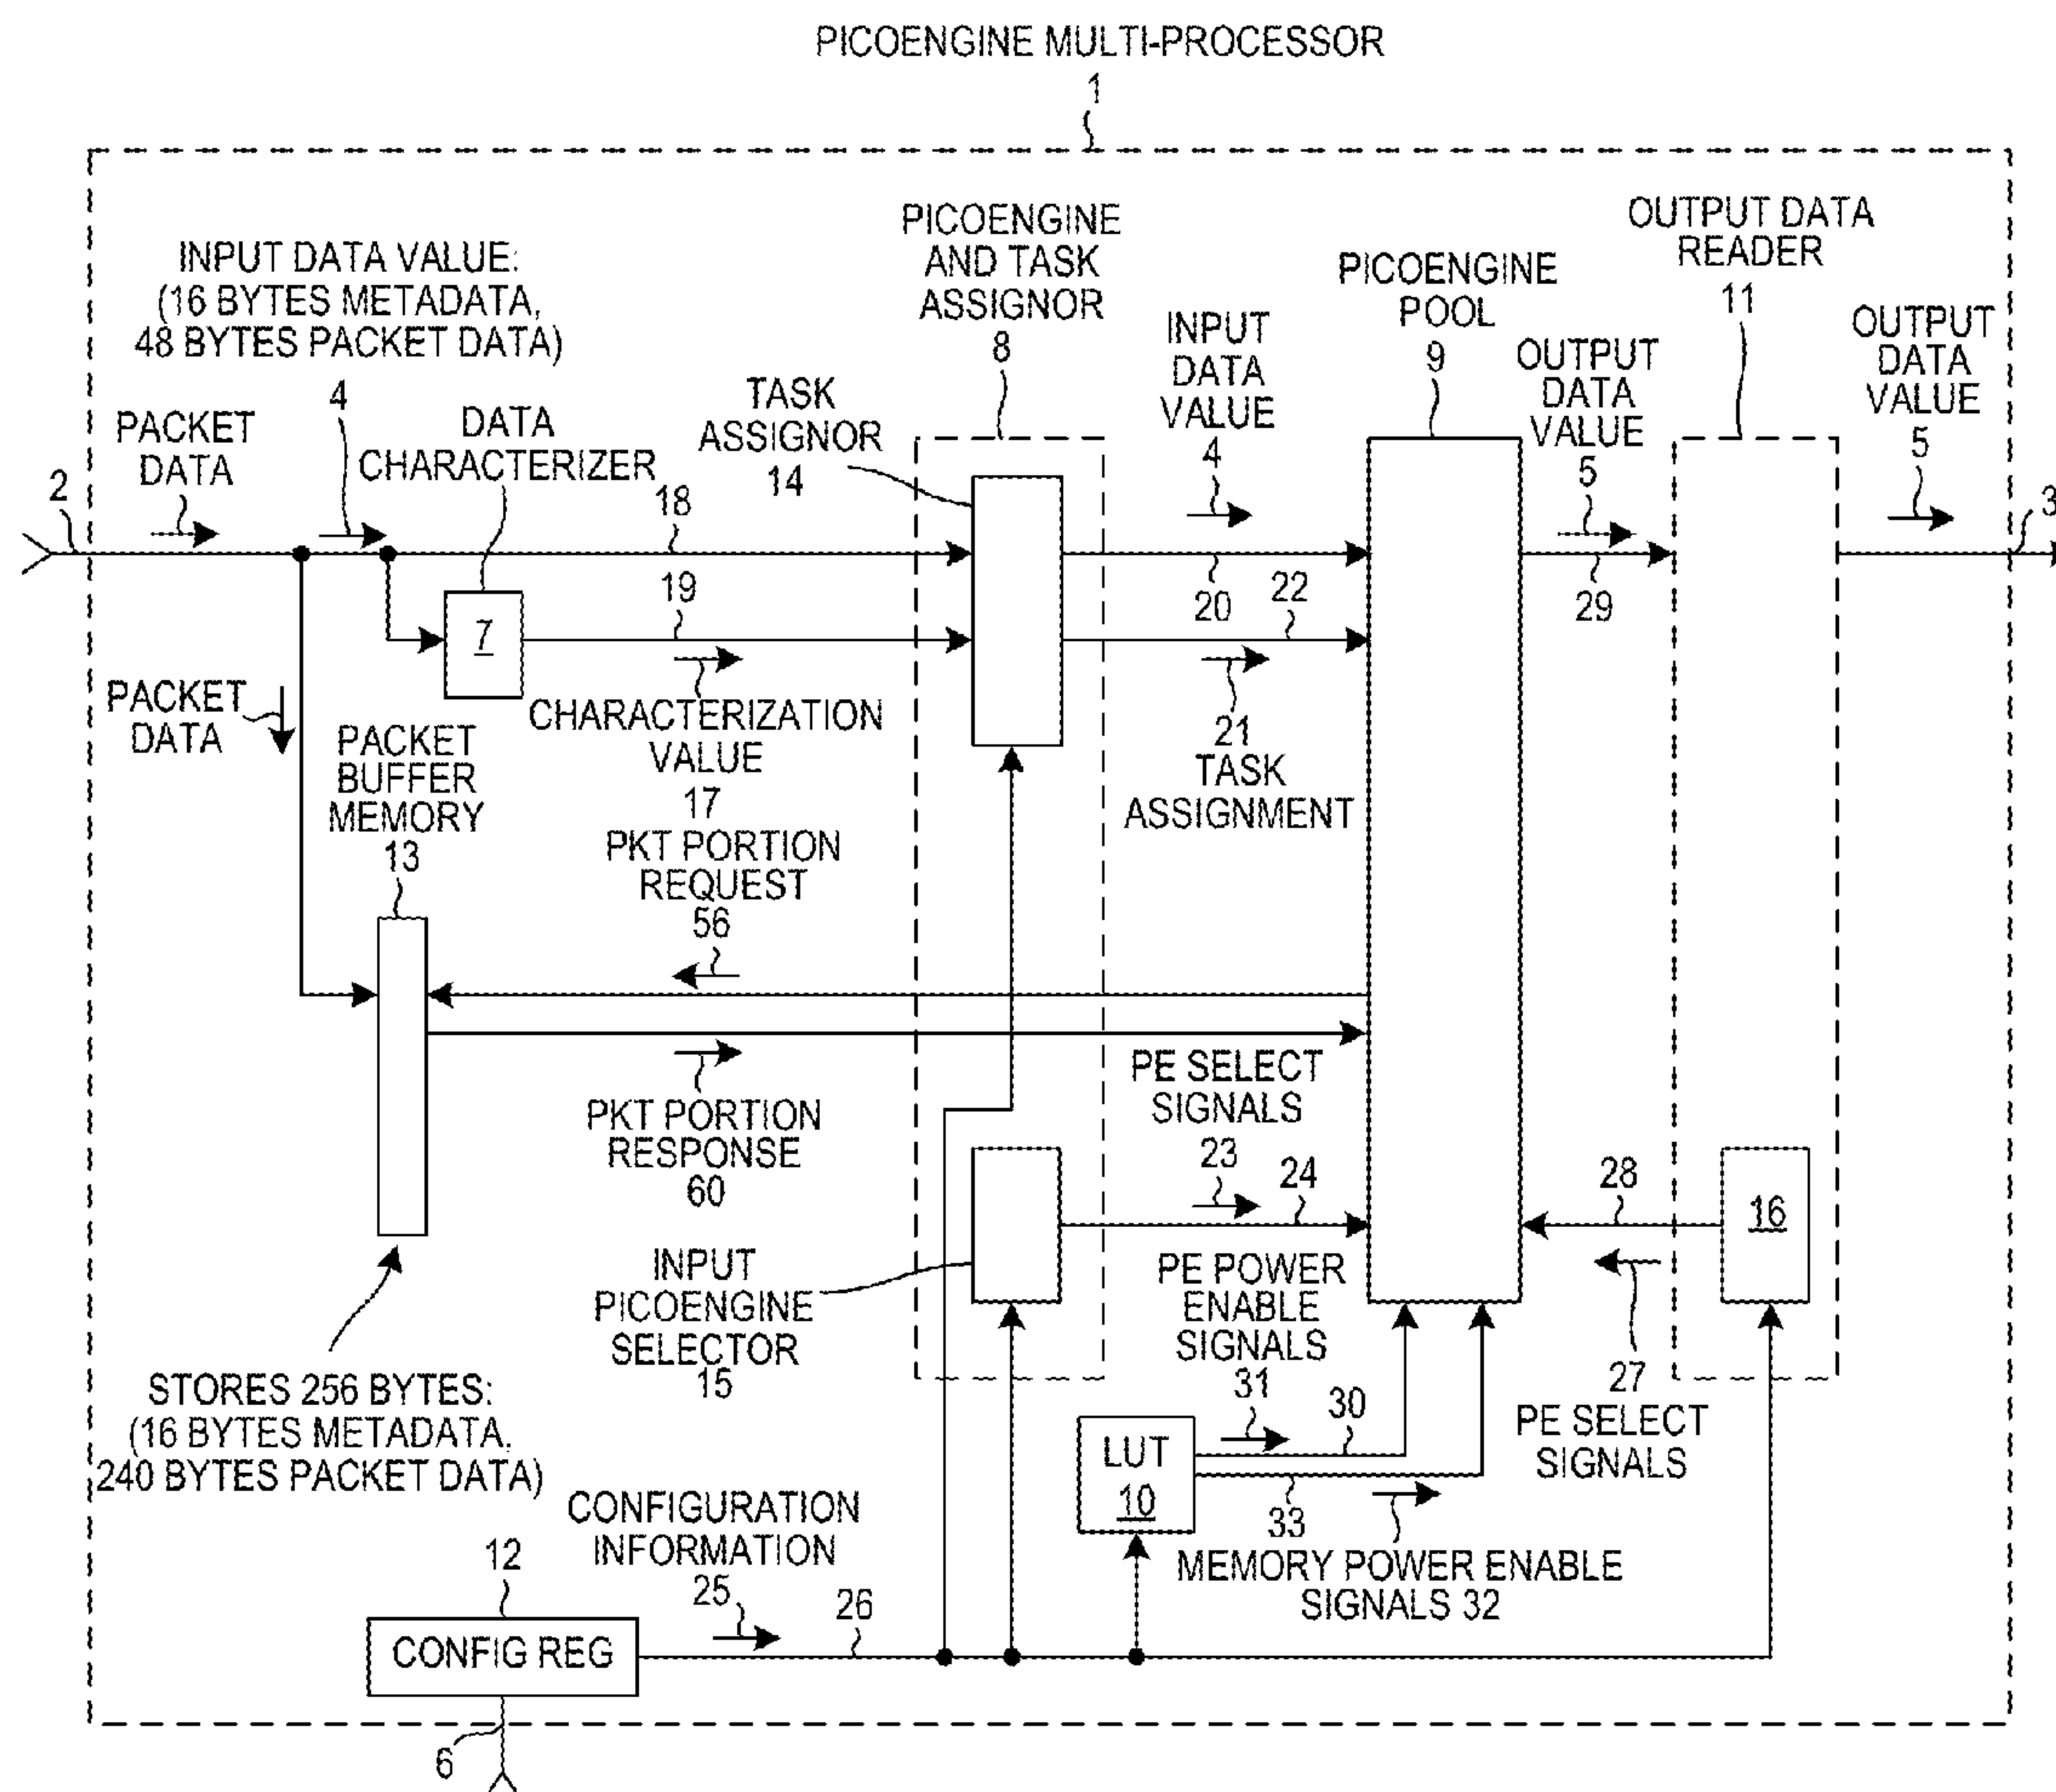 PICOENGINE MULTI-PROCESSOR
1
INPUT DATA VALUE:
(16 BYTES METADATA,
48 BYTES PACKET DATA)
4
PACKET
DATA
2
DATA
CHARACTERIZER
7
18
19
CHARACTERIZATION
VALUE
17
TASK
ASSIGNOR
14
PICOENGINE
AND TASK
ASSIGNOR
8
INPUT
DATA
VALUE
4
20
22
21
TASK
ASSIGNMENT
PICOENGINE
POOL
9
OUTPUT
DATA
VALUE
5
29
OUTPUT DATA
READER
11
OUTPUT
DATA
VALUE
5
3
PACKET
DATA
PACKET
BUFFER
MEMORY
13
PKT PORTION
REQUEST
56
PKT PORTION
RESPONSE
60
PE SELECT
SIGNALS
23
24
INPUT
PICOENGINE
SELECTOR
15
PE POWER
ENABLE
SIGNALS
31
30
28
16
27
PE SELECT
SIGNALS
STORES 256 BYTES:
(16 BYTES METADATA,
240 BYTES PACKET DATA)
LUT
10
33
MEMORY POWER ENABLE
SIGNALS 32
CONFIGURATION
INFORMATION
25
26
12
CONFIG REG
6